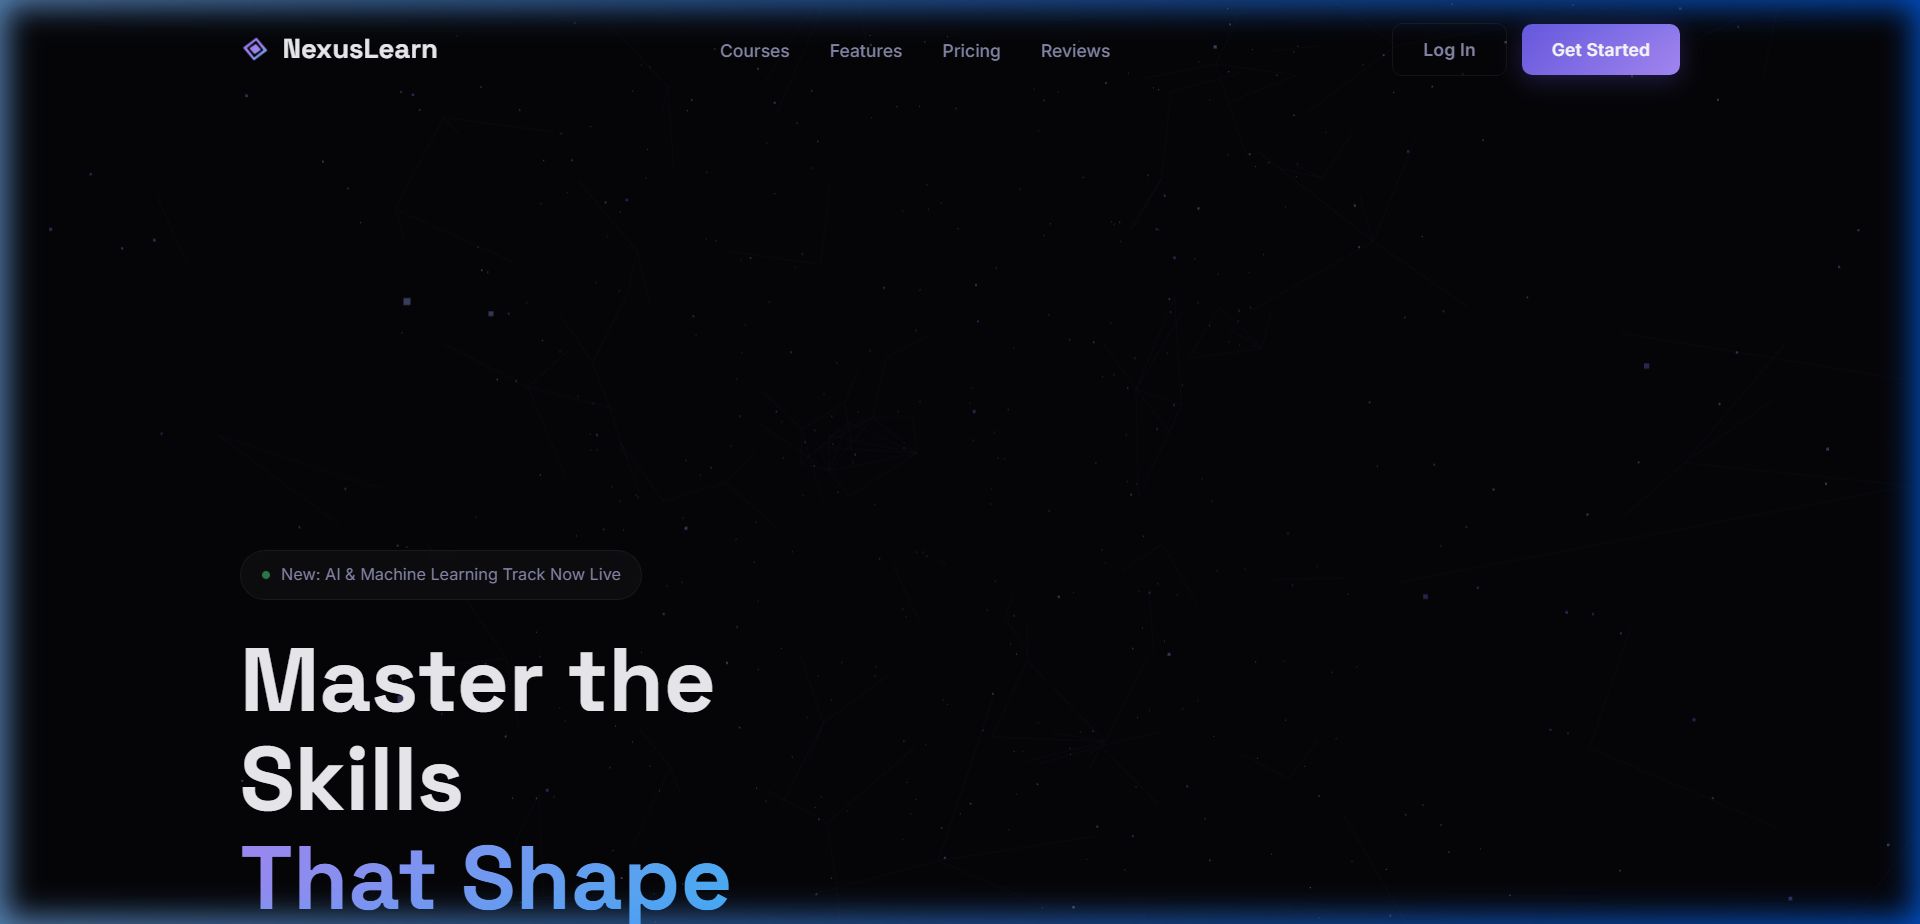 NexusLearn
Courses Features Pricing Reviews
Log In
Get Started
New: AI & Machine Learning Track Now Live
Master the
Skills
That Shape